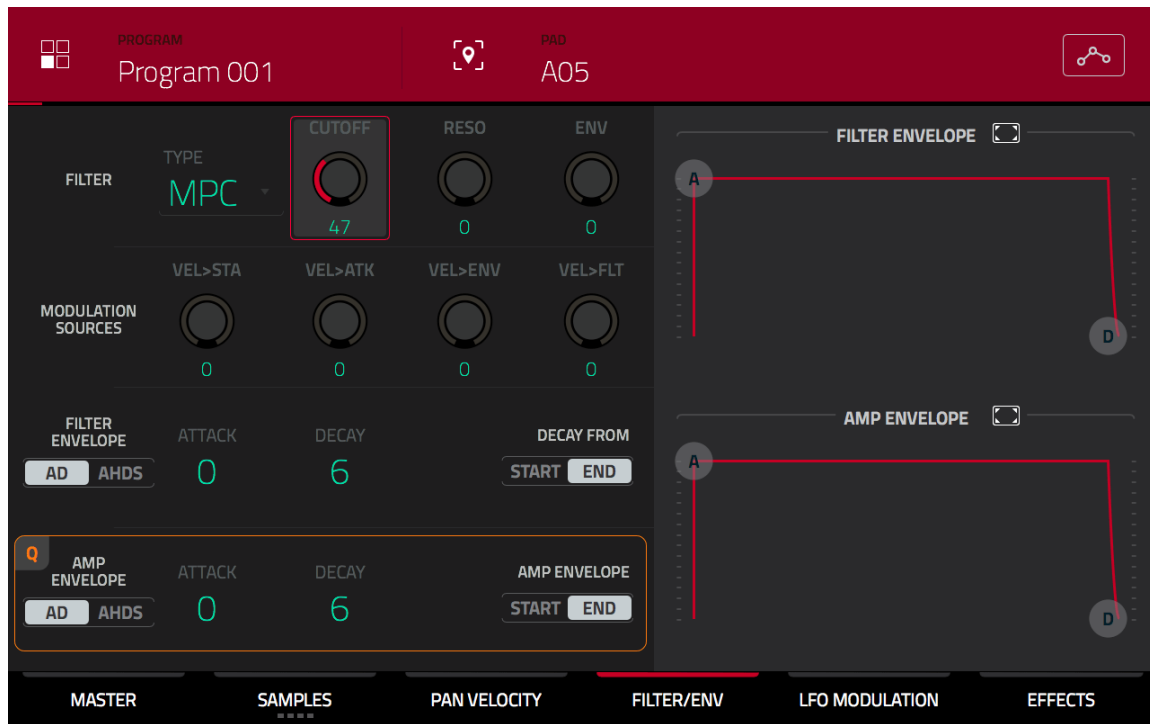 PROGRAM
Program 001
PAD
A05
FILTER
TYPE
MPC
CUTOFF
47
RESO
0
ENV
0
MODULATION
SOURCES
VEL>STA
0
VEL>ATK
0
VEL>ENV
0
VEL>FLT
0
FILTER
ENVELOPE
AD AHDS
ATTACK
0
DECAY
6
DECAY FROM
START END
Q
AMP
ENVELOPE
AD AHDS
ATTACK
0
DECAY
6
AMP ENVELOPE
START END
FILTER ENVELOPE
A
D
AMP ENVELOPE
A
D
MASTER SAMPLES PAN VELOCITY FILTER/ENV LFO MODULATION EFFECTS